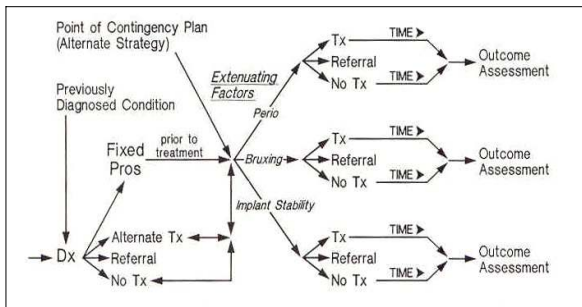 Point of Contingency Plan
(Alternate Strategy)
Previously
Diagnosed Condition
Fixed
Pros
prior to
treatment
Dx
Alternate Tx
Referral
No Tx
Extenuating
Factors
Perio
Bruxing
Implant Stability
Tx
TIME
Referral
No Tx
TIME
Outcome
Assessment
Tx
TIME
Referral
No Tx
TIME
Outcome
Assessment
Tx
TIME
Referral
No Tx
TIME
Outcome
Assessment